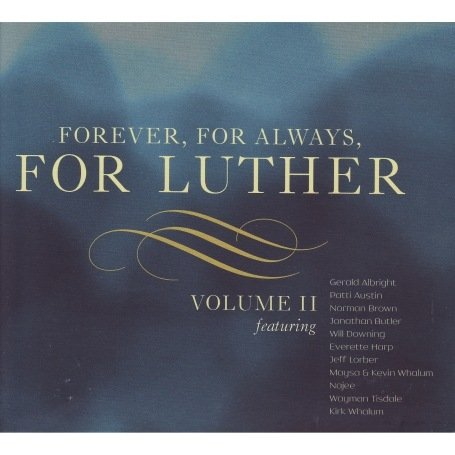 FOREVER, FOR ALWAYS,
FOR LUTHER
VOLUME II
featuring
Gerald Albright
Patti Austin
Norman Brown
Jonathan Butler
Will Downing
Everette Harp
Jeff Lorber
Maysa & Kevin Whalum
Najee
Wayman Tisdale
Kirk Whalum